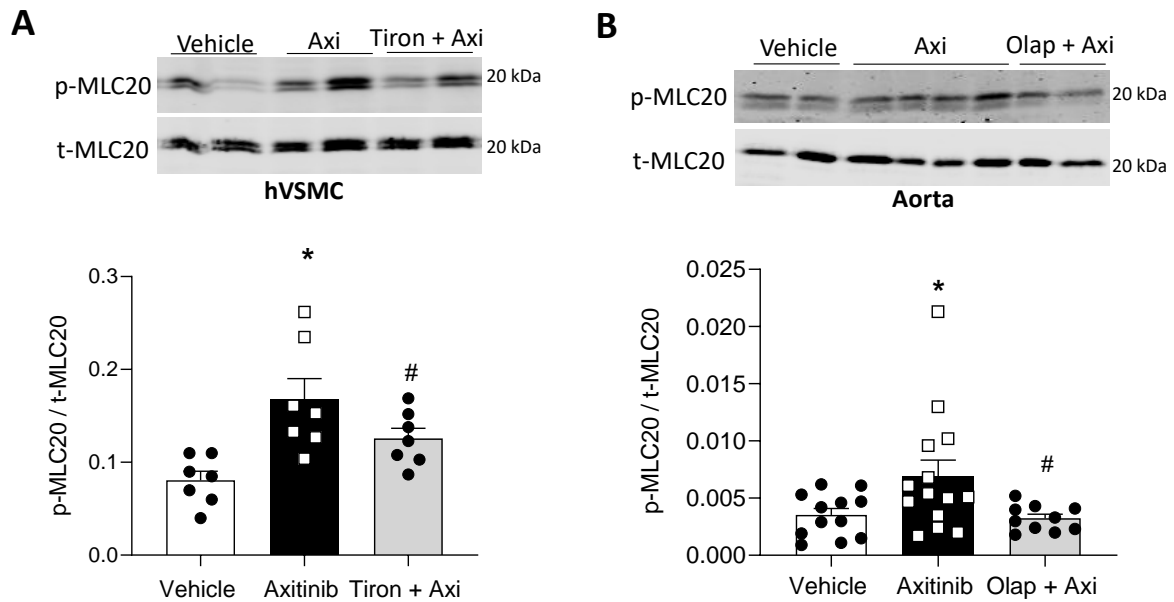 A
Vehicle Axi Tiron + Axi
p-MLC20 20 kDa
t-MLC20 20 kDa
hVSMC
p-MLC20 / t-MLC20
0.3
0.2
0.1
0.0
*
#
Vehicle Axitinib Tiron + Axi
B
Vehicle Axi Olap + Axi
p-MLC20 20 kDa
t-MLC20 20 kDa
Aorta
p-MLC20 / t-MLC20
0.025
0.020
0.015
0.010
0.005
0.000
*
#
Vehicle Axitinib Olap + Axi